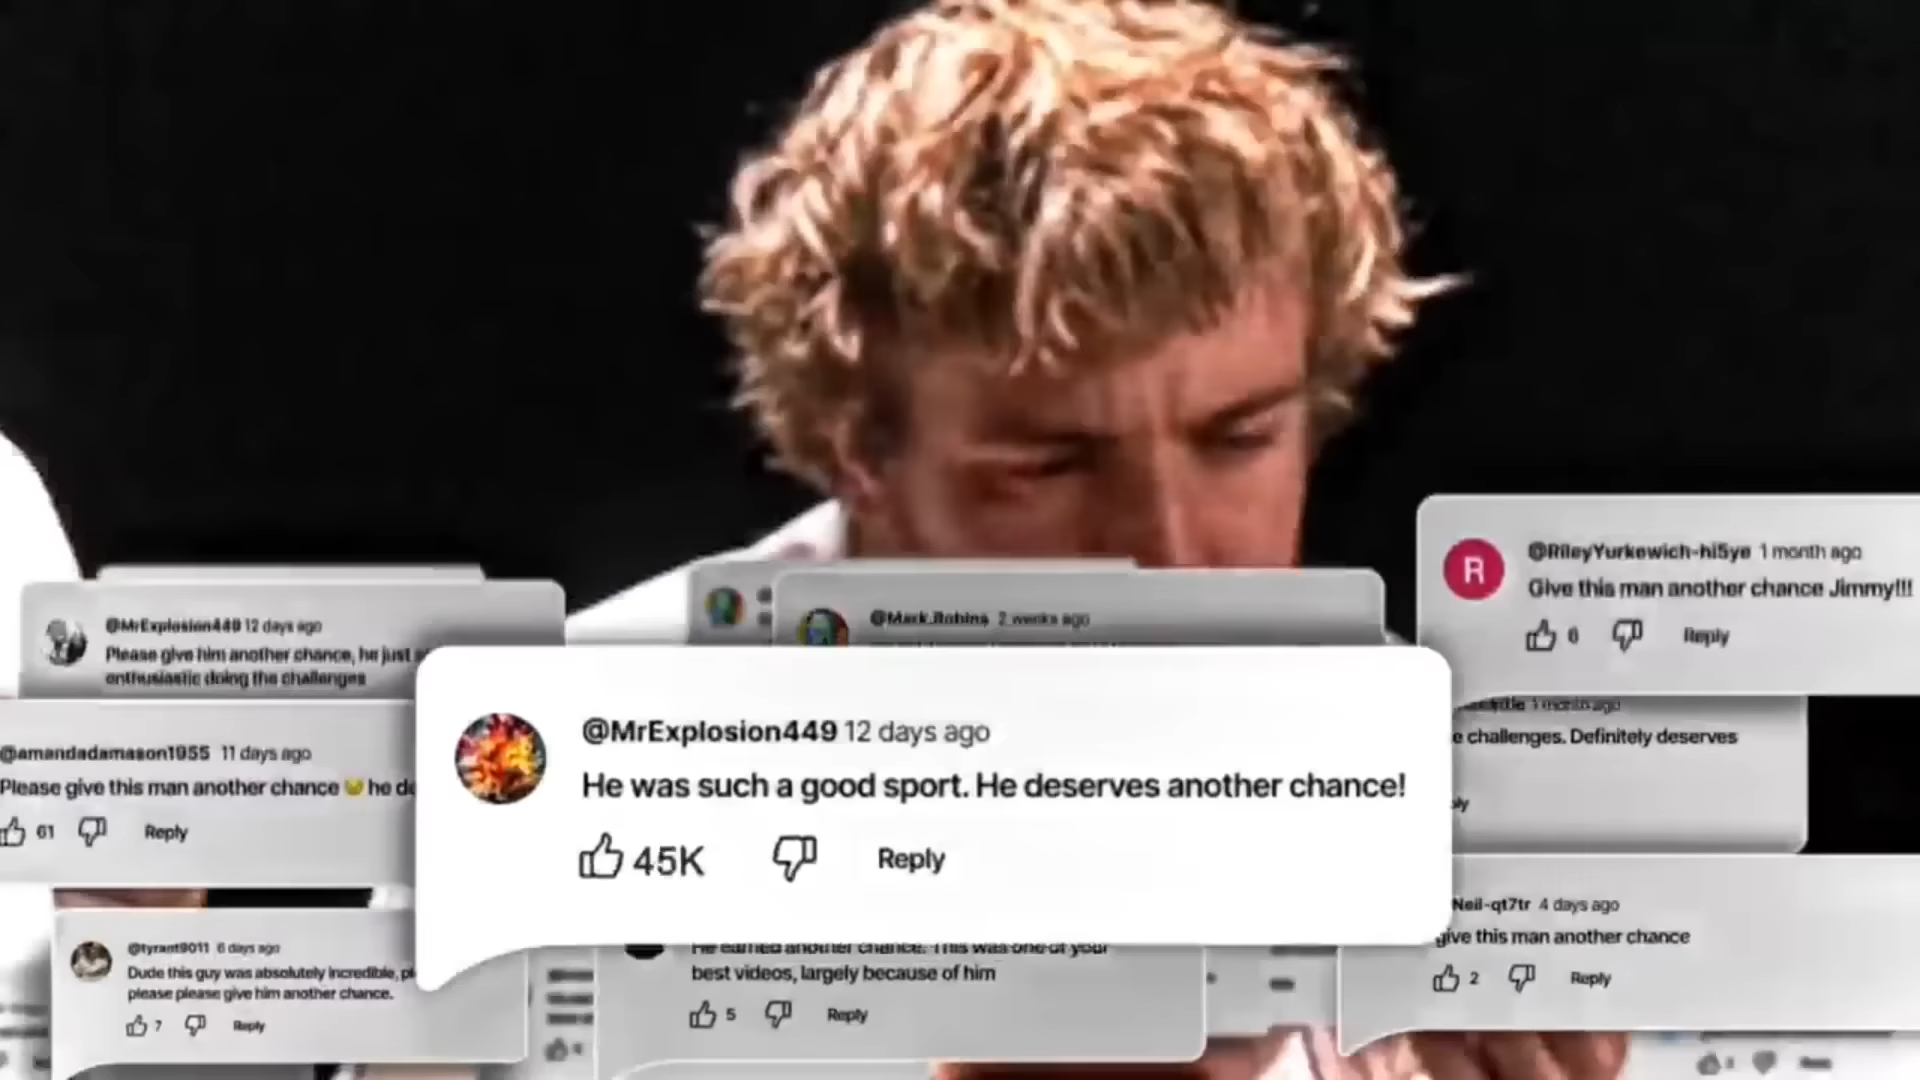 @RileyYurkewich-hi5ye 1 month ago
Give this man another chance Jimmy!!!
6 Reply
@MrExplosion449 12 days ago
Please give him another chance, he just
enthusiastic doing the challenges
@Mark.Robins 2 weeks ago
1 month ago
challenges. Definitely deserves
@amandadamason1955 11 days ago
Please give this man another chance 😢 he
61 Reply
@MrExplosion449 12 days ago
He was such a good sport. He deserves another chance!
45K Reply
Neil-qt7tr 4 days ago
give this man another chance
2 Reply
@tyrant9011 6 days ago
Dude this guy was absolutely incredible,
please please give him another chance.
7 Reply
He earned another chance. This was one of your
best videos, largely because of him
5 Reply